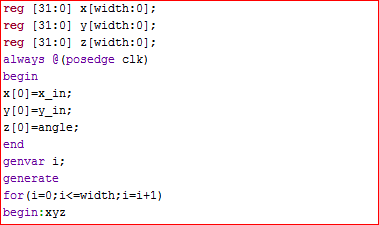 reg [31:0] x[width:0];
reg [31:0] y[width:0];
reg [31:0] z[width:0];
always @(posedge clk)
begin
x[0]=x_in;
y[0]=y_in;
z[0]=angle;
end
genvar i;
generate
for(i=0;i<=width;i=i+1)
begin:xyz